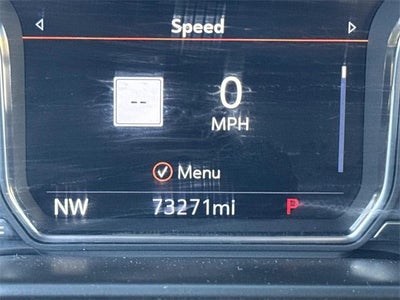 Speed
--
0
MPH
Menu
NW 73271mi P